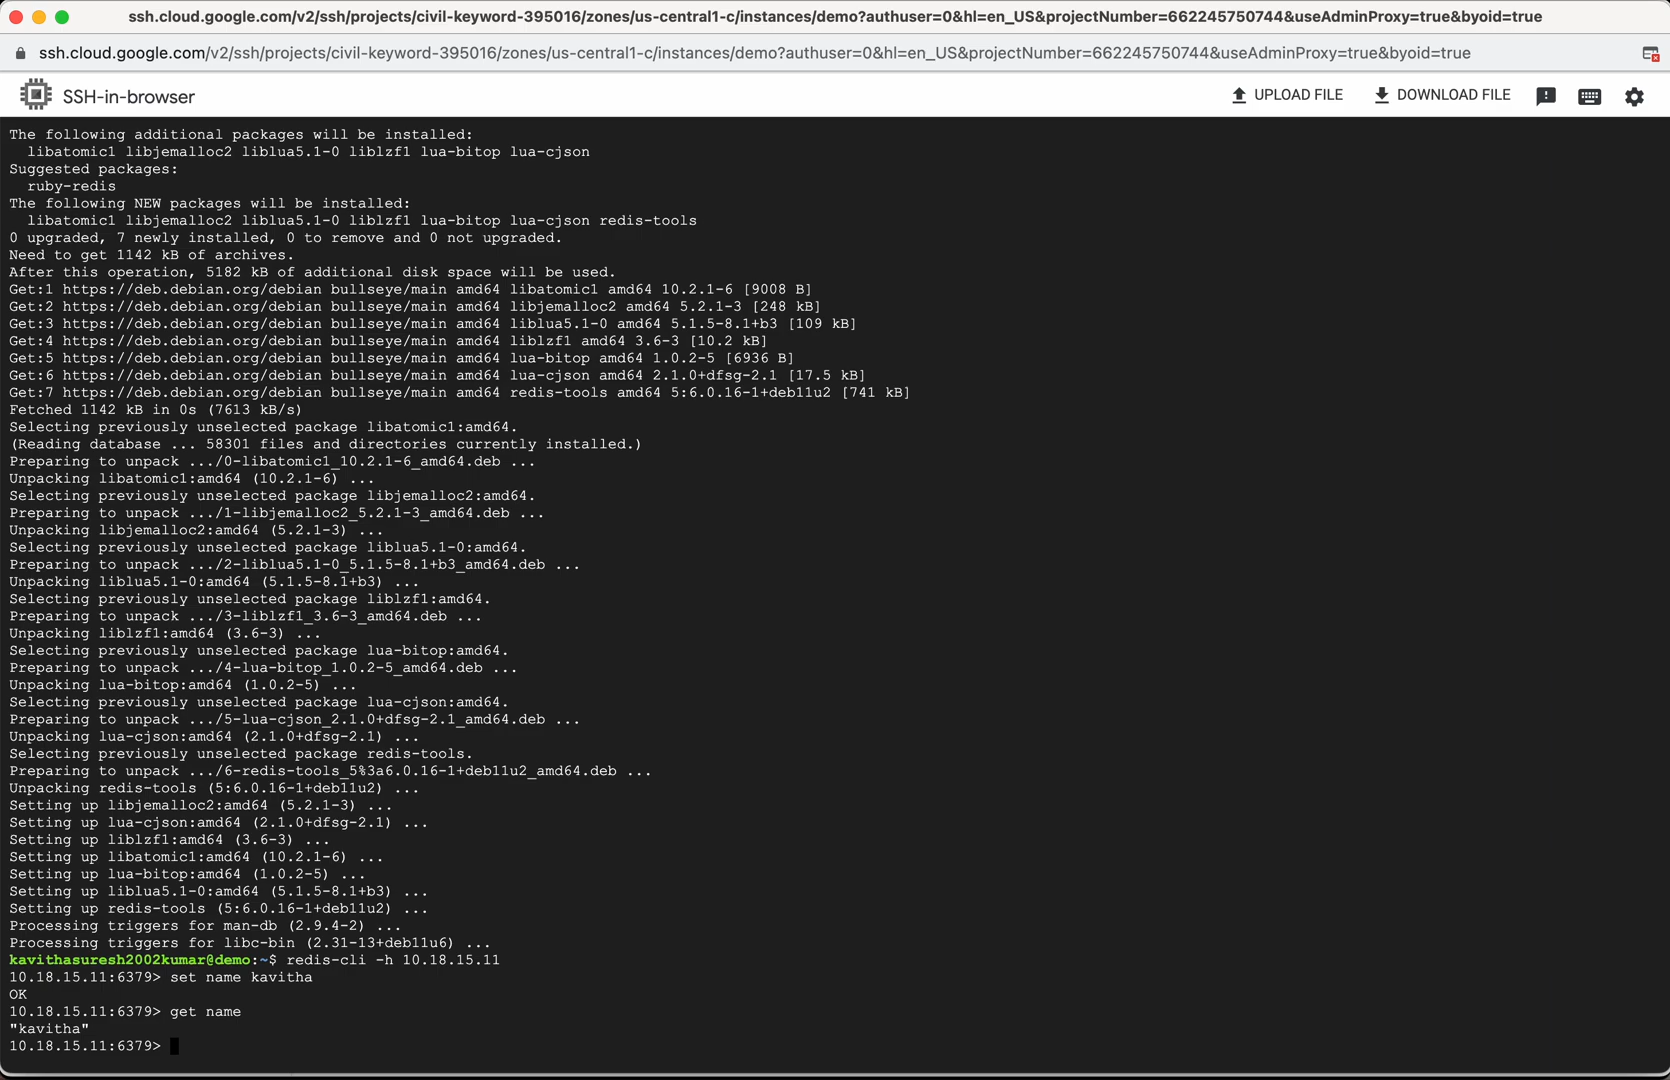 ssh.cloud.google.com/v2/ssh/projects/civil-keyword-395016/zones/us-central1-c/instances/demo?authuser=0&hl=en_US&projectNumber=662245750744&useAdminProxy=true&byoid=true
ssh.cloud.google.com/v2/ssh/projects/civil-keyword-395016/zones/us-central1-c/instances/demo?authuser=0&hl=en_US&projectNumber=662245750744&useAdminProxy=true&byoid=true
SSH-in-browser UPLOAD FILE DOWNLOAD FILE
The following additional packages will be installed:
  libatomic1 libjemalloc2 liblua5.1-0 liblzf1 lua-bitop lua-cjson
Suggested packages:
  ruby-redis
The following NEW packages will be installed:
  libatomic1 libjemalloc2 liblua5.1-0 liblzf1 lua-bitop lua-cjson redis-tools
0 upgraded, 7 newly installed, 0 to remove and 0 not upgraded.
Need to get 1142 kB of archives.
After this operation, 5182 kB of additional disk space will be used.
Get:1 https://deb.debian.org/debian bullseye/main amd64 libatomic1 amd64 10.2.1-6 [9008 B]
Get:2 https://deb.debian.org/debian bullseye/main amd64 libjemalloc2 amd64 5.2.1-3 [248 kB]
Get:3 https://deb.debian.org/debian bullseye/main amd64 liblua5.1-0 amd64 5.1.5-8.1+b3 [109 kB]
Get:4 https://deb.debian.org/debian bullseye/main amd64 liblzf1 amd64 3.6-3 [10.2 kB]
Get:5 https://deb.debian.org/debian bullseye/main amd64 lua-bitop amd64 1.0.2-5 [6936 B]
Get:6 https://deb.debian.org/debian bullseye/main amd64 lua-cjson amd64 2.1.0+dfsg-2.1 [17.5 kB]
Get:7 https://deb.debian.org/debian bullseye/main amd64 redis-tools amd64 5:6.0.16-1+deb11u2 [741 kB]
Fetched 1142 kB in 0s (7613 kB/s)
Selecting previously unselected package libatomic1:amd64.
(Reading database ... 58301 files and directories currently installed.)
Preparing to unpack .../0-libatomic1_10.2.1-6_amd64.deb ...
Unpacking libatomic1:amd64 (10.2.1-6) ...
Selecting previously unselected package libjemalloc2:amd64.
Preparing to unpack .../1-libjemalloc2_5.2.1-3_amd64.deb ...
Unpacking libjemalloc2:amd64 (5.2.1-3) ...
Selecting previously unselected package liblua5.1-0:amd64.
Preparing to unpack .../2-liblua5.1-0_5.1.5-8.1+b3_amd64.deb ...
Unpacking liblua5.1-0:amd64 (5.1.5-8.1+b3) ...
Selecting previously unselected package liblzf1:amd64.
Preparing to unpack .../3-liblzf1_3.6-3_amd64.deb ...
Unpacking liblzf1:amd64 (3.6-3) ...
Selecting previously unselected package lua-bitop:amd64.
Preparing to unpack .../4-lua-bitop_1.0.2-5_amd64.deb ...
Unpacking lua-bitop:amd64 (1.0.2-5) ...
Selecting previously unselected package lua-cjson:amd64.
Preparing to unpack .../5-lua-cjson_2.1.0+dfsg-2.1_amd64.deb ...
Unpacking lua-cjson:amd64 (2.1.0+dfsg-2.1) ...
Selecting previously unselected package redis-tools.
Preparing to unpack .../6-redis-tools_5%3a6.0.16-1+deb11u2_amd64.deb ...
Unpacking redis-tools (5:6.0.16-1+deb11u2) ...
Setting up libjemalloc2:amd64 (5.2.1-3) ...
Setting up lua-cjson:amd64 (2.1.0+dfsg-2.1) ...
Setting up liblzf1:amd64 (3.6-3) ...
Setting up libatomic1:amd64 (10.2.1-6) ...
Setting up lua-bitop:amd64 (1.0.2-5) ...
Setting up liblua5.1-0:amd64 (5.1.5-8.1+b3) ...
Setting up redis-tools (5:6.0.16-1+deb11u2) ...
Processing triggers for man-db (2.9.4-2) ...
Processing triggers for libc-bin (2.31-13+deb11u6) ...
kavithasuresh2002kumar@demo:~$ redis-cli -h 10.18.15.11
10.18.15.11:6379> set name kavitha
OK
10.18.15.11:6379> get name
"kavitha"
10.18.15.11:6379>